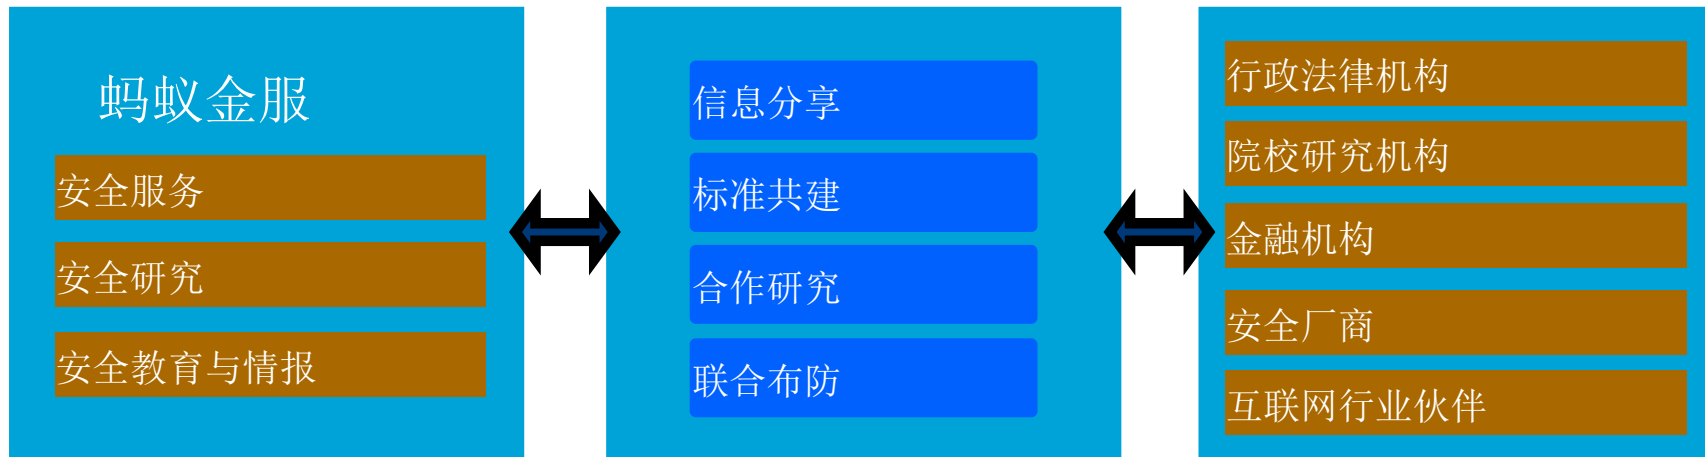 蚂蚁金服
安全服务
安全研究
安全教育与情报
信息分享
标准共建
合作研究
联合布防
行政法律机构
院校研究机构
金融机构
安全厂商
互联网行业伙伴